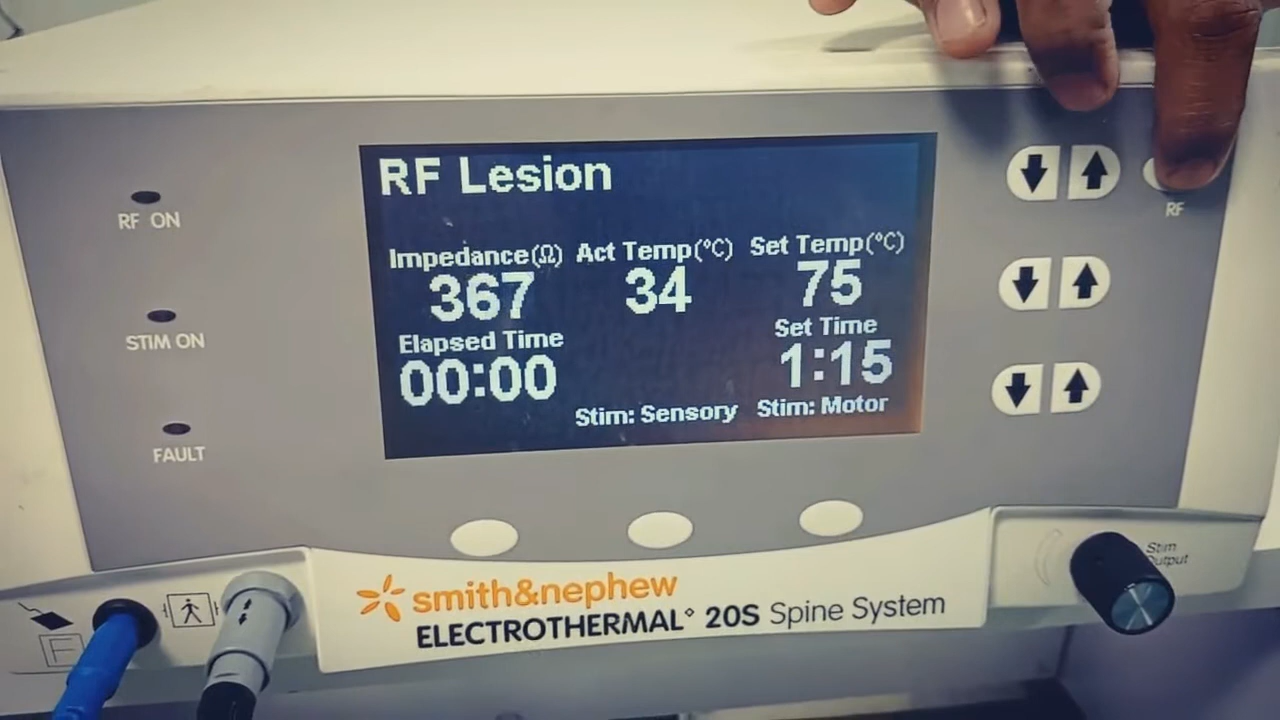 RF Lesion
Impedance(Ω) Act Temp(°C) Set Temp(°C)
367 34 75
Elapsed Time Set Time
00:00 1:15
Stim: Sensory Stim: Motor
RF ON
STIM ON
FAULT
RF
Stim
Output
F
smith&nephew
ELECTROTHERMAL° 20S Spine System